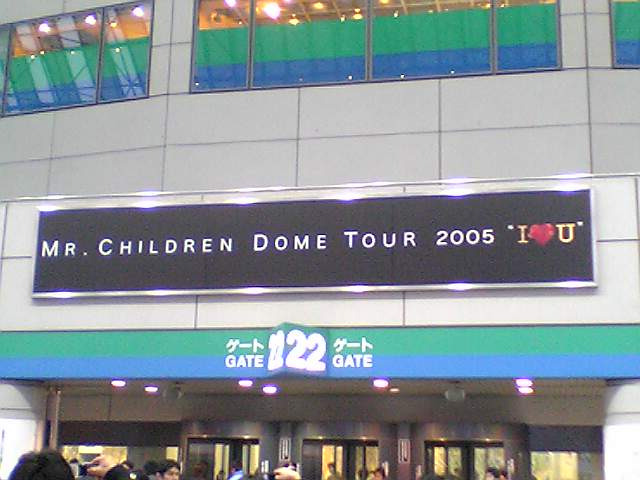 Mr. Children Dome Tour 2005 "I❤U"
ゲート 22 ゲート
GATE GATE